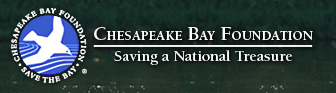 CHESAPEAKE BAY FOUNDATION
SAVE THE BAY
®
CHESAPEAKE BAY FOUNDATION
Saving a National Treasure